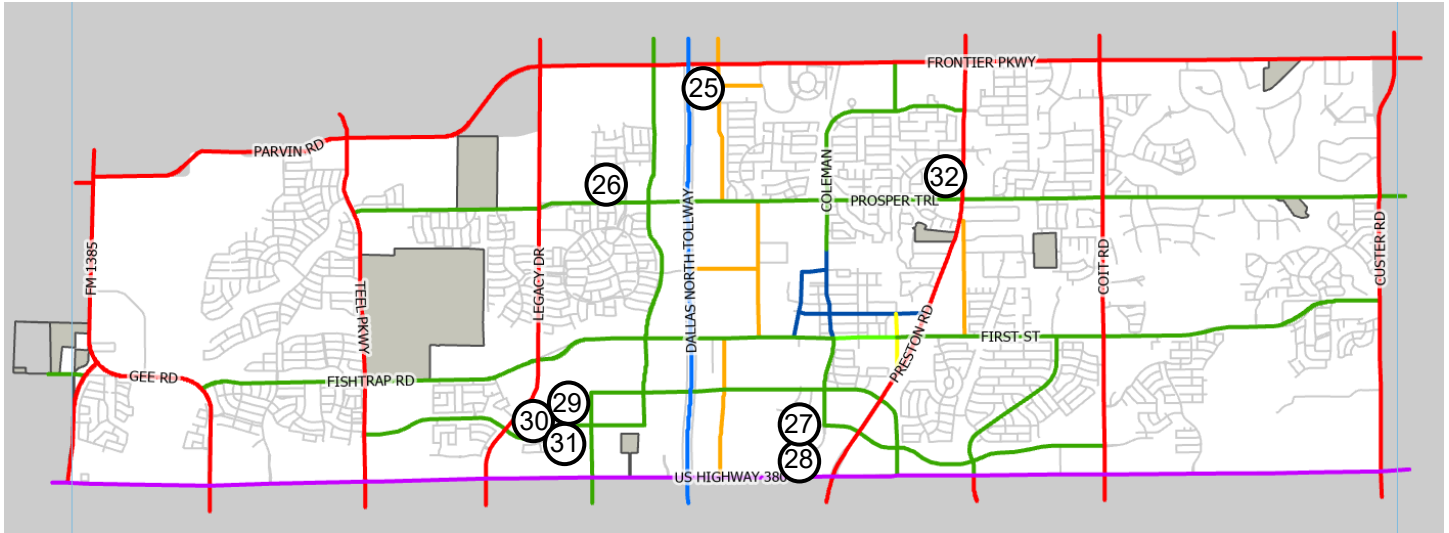 FRONTIER PKWY
25
PARVIN RD
26
32
COLEMAN
PROSPER TRL
FM 1385
LEGACY DR
DALLAS NORTH TOLLWAY
COIT RD
CUSTER RD
TEEL PKWY
FIRST ST
PRESTON RD
GEE RD
FISHTRAP RD
29
30
27
31
28
US HIGHWAY 380